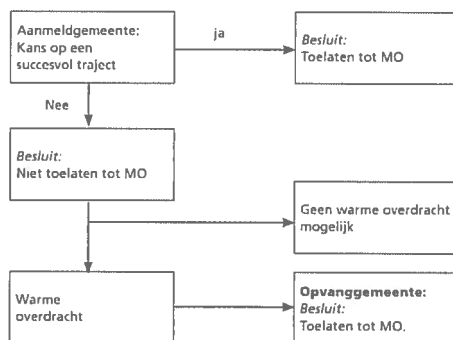 Aanmeldgemeente:
Kans op een
succesvol traject
ja
Besluit:
Toelaten tot MO
Nee
Besluit:
Niet toelaten tot MO
Geen warme overdracht
mogelijk
Warme
overdracht
Opvanggemeente:
Besluit:
Toelaten tot MO.